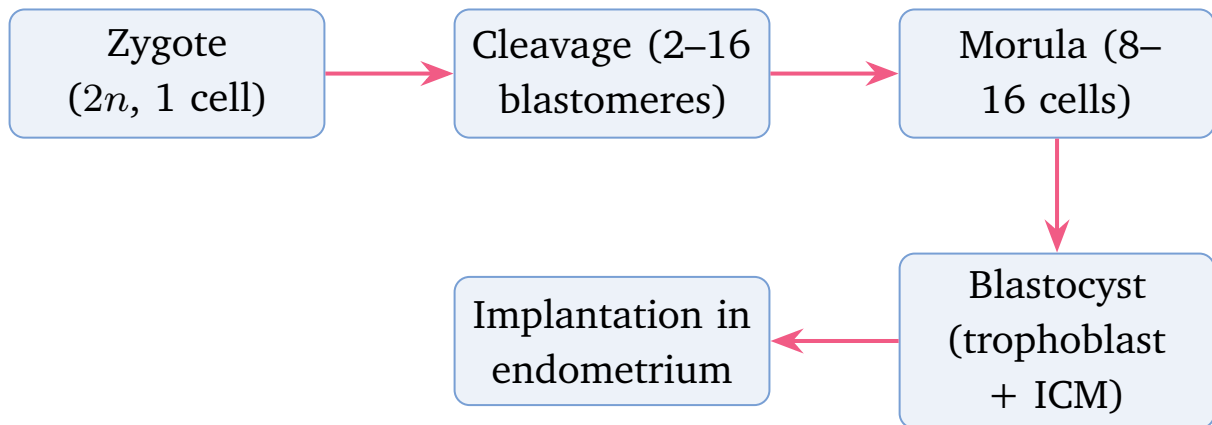 Zygote
(2n, 1 cell)
Cleavage (2–16
blastomeres)
Morula (8–
16 cells)
Blastocyst
(trophoblast
+ ICM)
Implantation in
endometrium